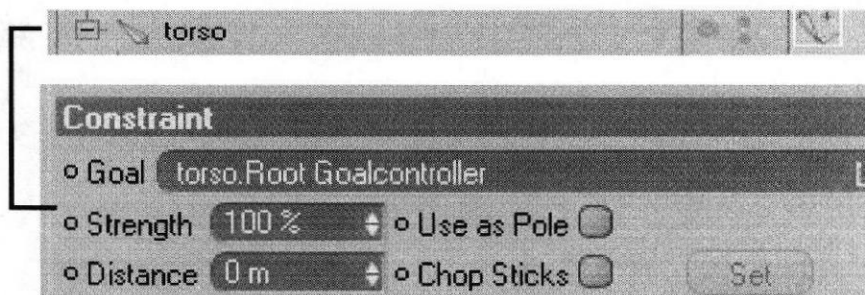 torso
Constraint
Goal torso.Root Goalcontroller L
Strength 100 % Use as Pole
Distance 0 m Chop Sticks Set